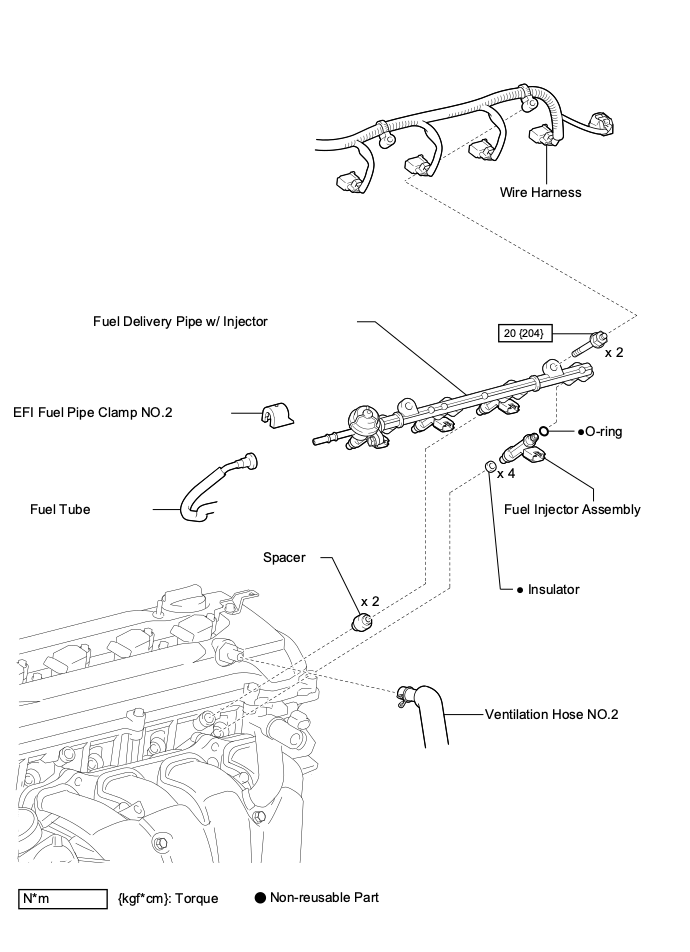 Wire Harness
Fuel Delivery Pipe w/ Injector
20 {204}
x 2
EFI Fuel Pipe Clamp NO.2
●O-ring
x 4
Fuel Tube
Fuel Injector Assembly
Spacer
x 2
● Insulator
Ventilation Hose NO.2
N*m {kgf*cm}: Torque ● Non-reusable Part